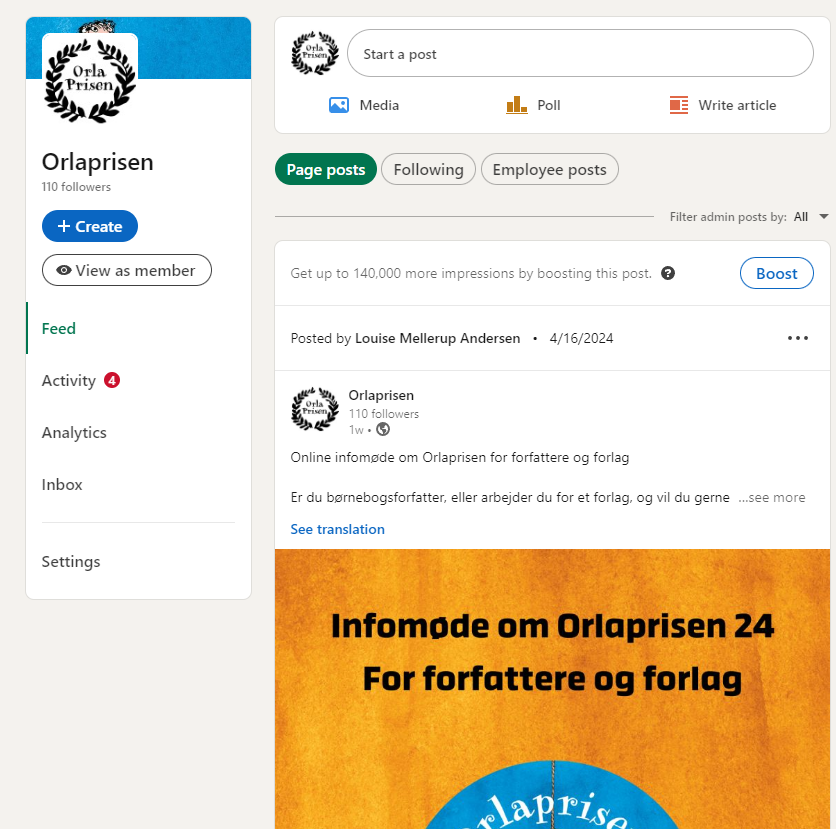 Orla
Prisen
Orlaprisen
110 followers
+ Create
View as member
Feed
Activity 4
Analytics
Inbox
Settings
Orla
Prisen
Start a post
Media
Poll
Write article
Page posts
Following
Employee posts
Filter admin posts by: All
Get up to 140,000 more impressions by boosting this post. ?
Boost
Posted by Louise Mellerup Andersen • 4/16/2024
Orla
Prisen
Orlaprisen
110 followers
1w •
Online infomøde om Orlaprisen for forfattere og forlag
Er du børnebogsforfatter, eller arbejder du for et forlag, og vil du gerne ...see more
See translation
Infomøde om Orlaprisen 24
For forfattere og forlag
Orlaprisen